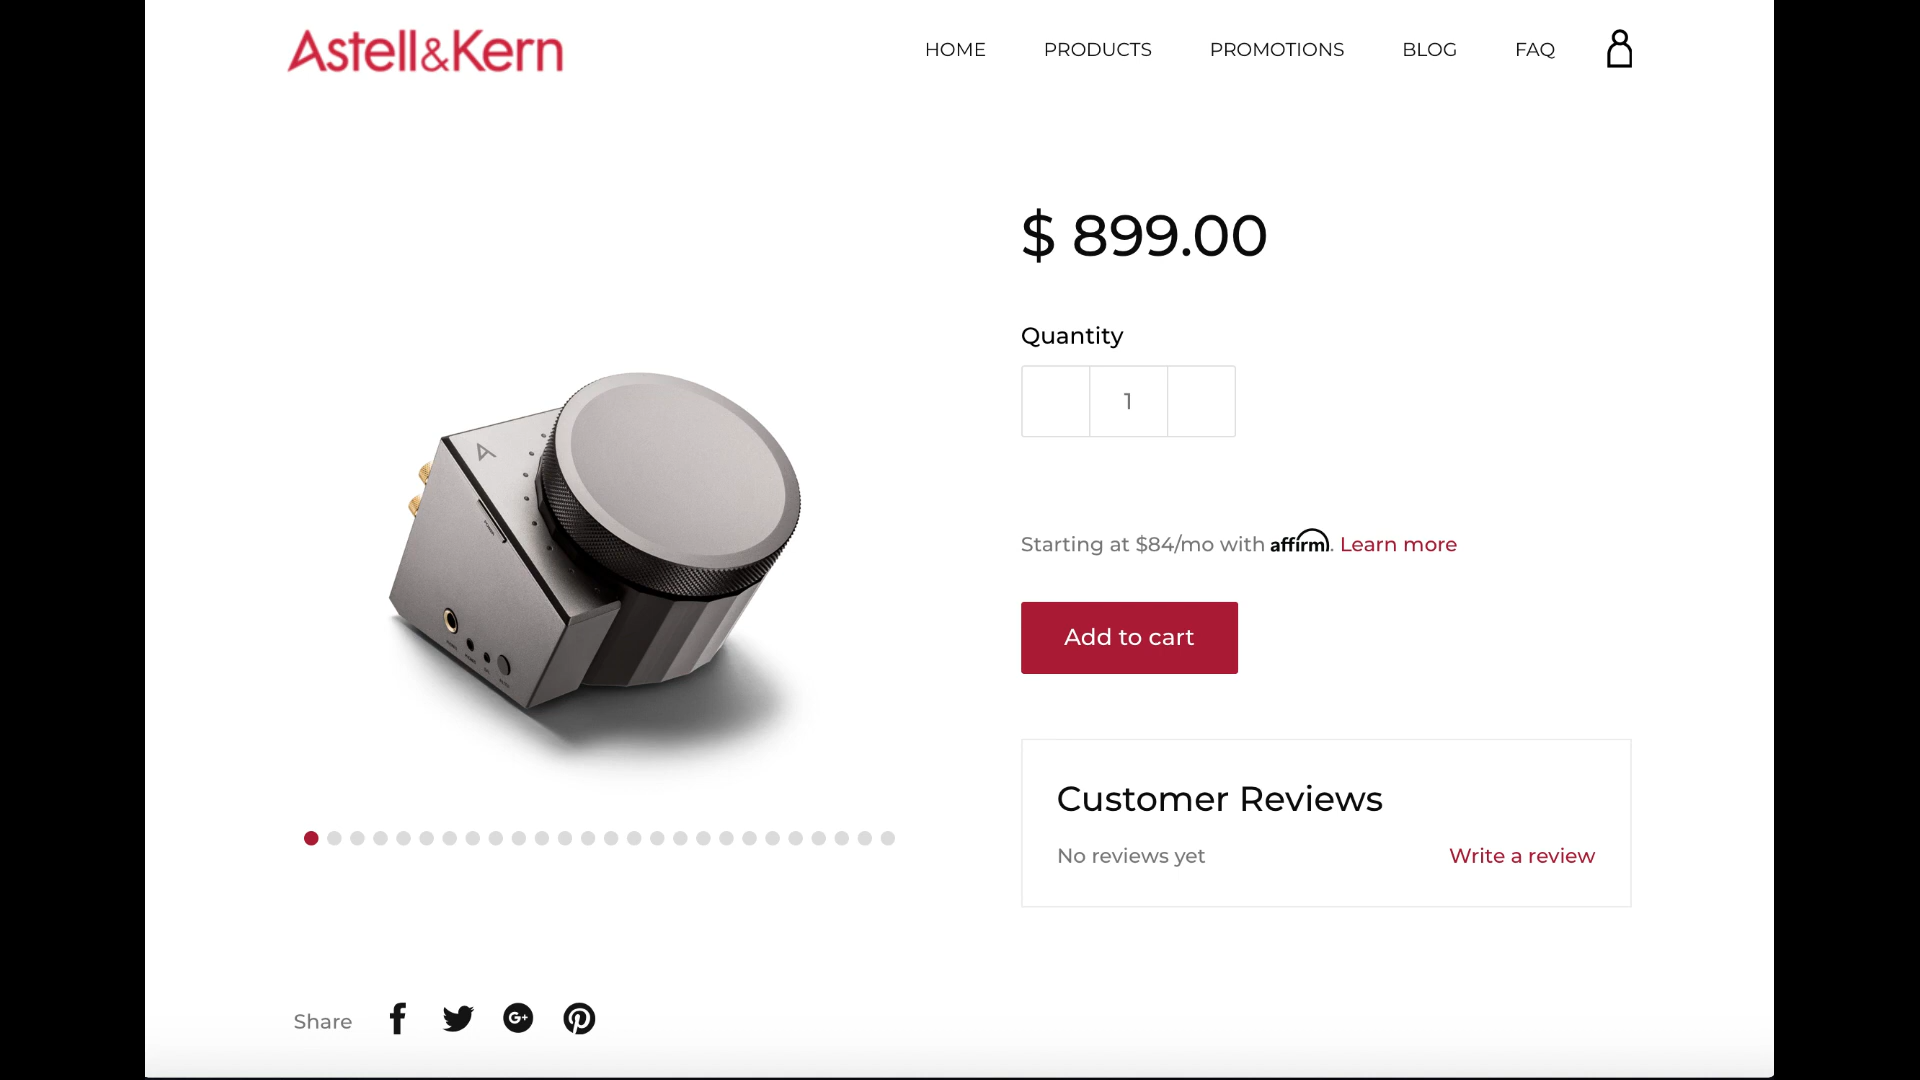 Astell&Kern
HOME PRODUCTS PROMOTIONS BLOG FAQ
$ 899.00
Quantity
1
Starting at $84/mo with affirm. Learn more
Add to cart
Customer Reviews
No reviews yet
Write a review
Share